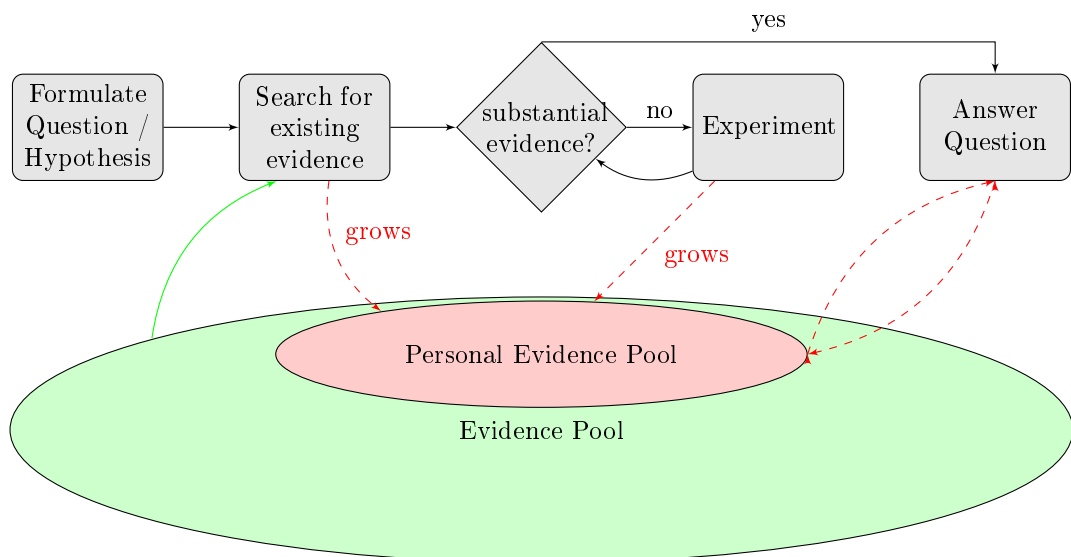 yes
Formulate
Question /
Hypothesis
Search for
existing
evidence
substantial
evidence?
no
Experiment
Answer
Question
grows
grows
Personal Evidence Pool
Evidence Pool